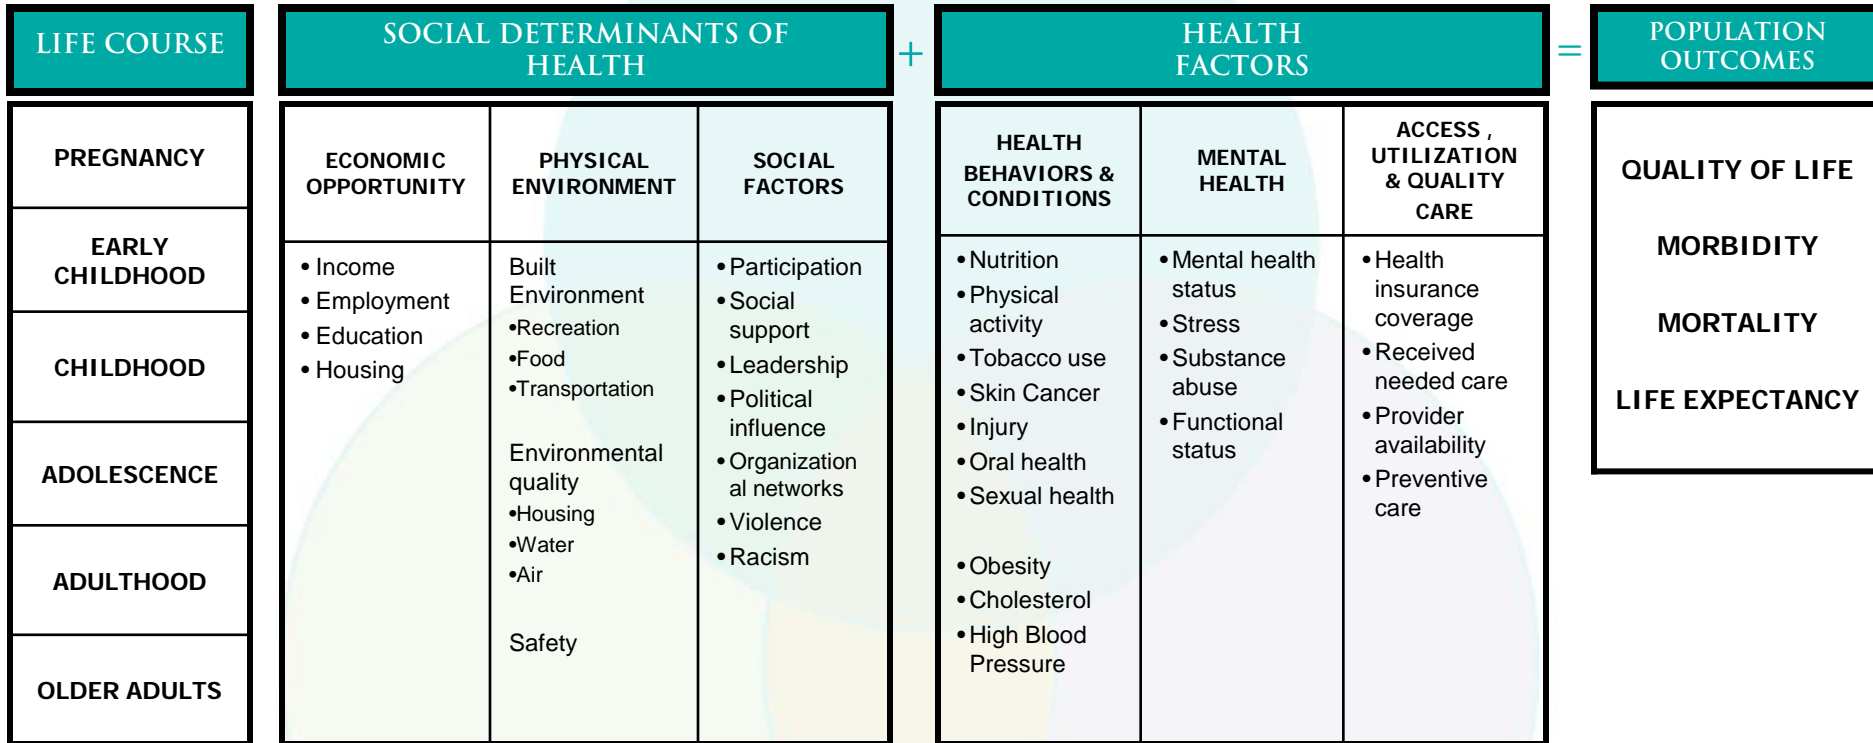 LIFE COURSE
SOCIAL DETERMINANTS OF
HEALTH
+
HEALTH
FACTORS
=
POPULATION
OUTCOMES
PREGNANCY
EARLY
CHILDHOOD
CHILDHOOD
ADOLESCENCE
ADULTHOOD
OLDER ADULTS
ECONOMIC
OPPORTUNITY
• Income
• Employment
• Education
• Housing
PHYSICAL
ENVIRONMENT
Built
Environment
•Recreation
•Food
•Transportation
Environmental
quality
•Housing
•Water
•Air
Safety
SOCIAL
FACTORS
•Participation
•Social
support
•Leadership
•Political
influence
•Organization
al networks
•Violence
•Racism
HEALTH
BEHAVIORS &
CONDITIONS
•Nutrition
•Physical
activity
•Tobacco use
•Skin Cancer
•Injury
•Oral health
•Sexual health
•Obesity
•Cholesterol
•High Blood
Pressure
MENTAL
HEALTH
•Mental health
status
•Stress
•Substance
abuse
•Functional
status
ACCESS ,
UTILIZATION
& QUALITY
CARE
•Health
insurance
coverage
•Received
needed care
•Provider
availability
•Preventive
care
QUALITY OF LIFE
MORBIDITY
MORTALITY
LIFE EXPECTANCY